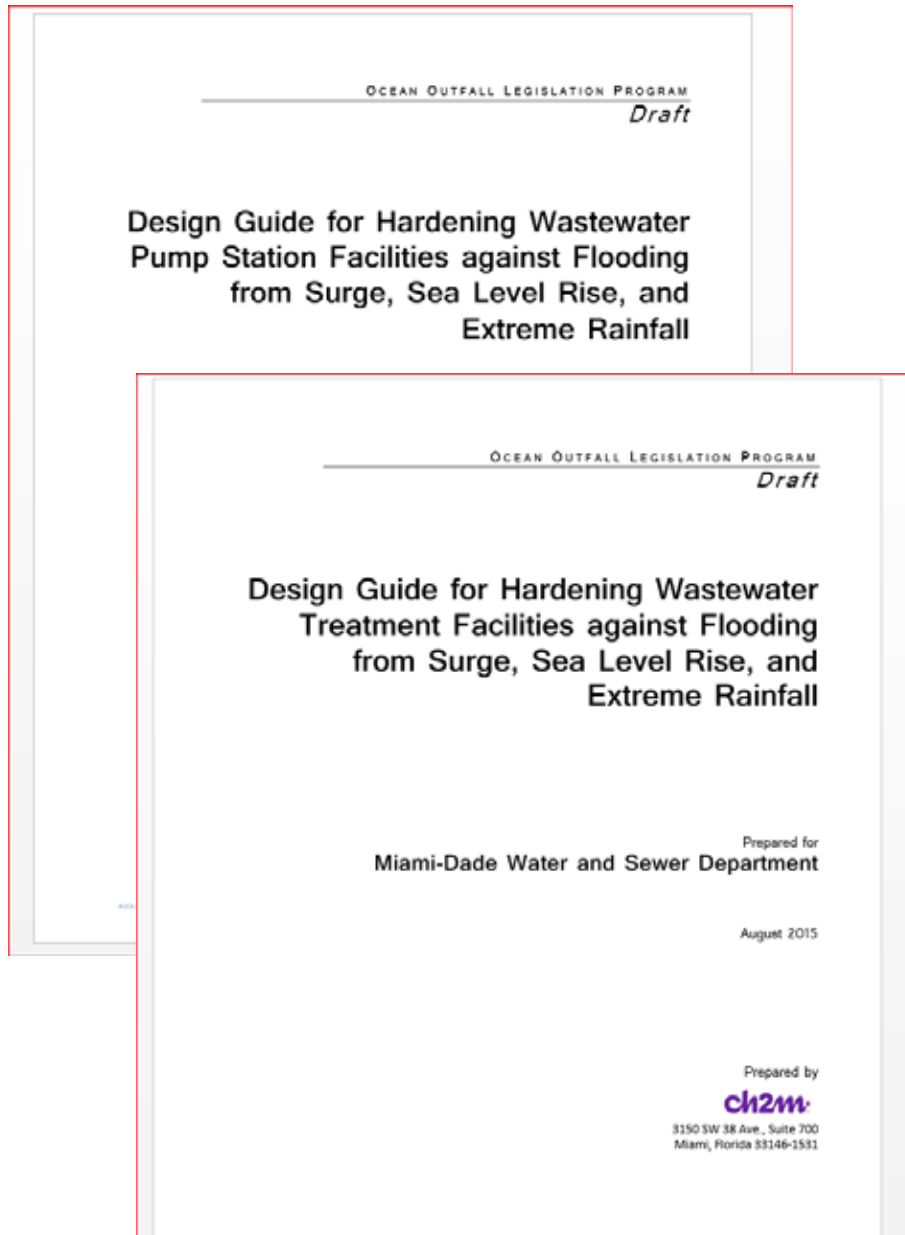 OCEAN OUTFALL LEGISLATION PROGRAM
Draft
Design Guide for Hardening Wastewater
Pump Station Facilities against Flooding
from Surge, Sea Level Rise, and
Extreme Rainfall
OCEAN OUTFALL LEGISLATION PROGRAM
Draft
Design Guide for Hardening Wastewater
Treatment Facilities against Flooding
from Surge, Sea Level Rise, and
Extreme Rainfall
Prepared for
Miami-Dade Water and Sewer Department
August 2015
Prepared by
ch2m
3150 SW 38 Ave., Suite 700
Miami, Florida 33146-1531